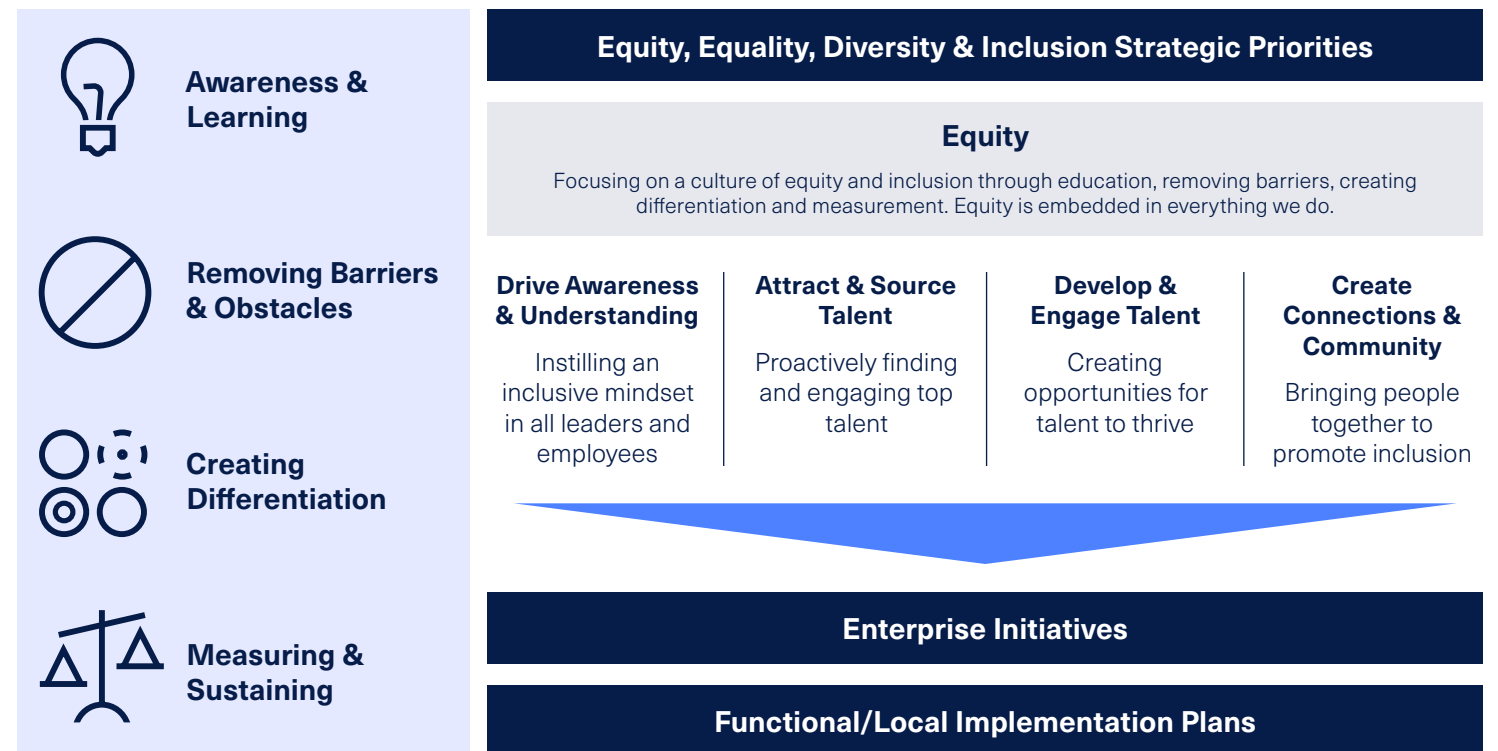 Awareness &
Learning
Removing Barriers
& Obstacles
Creating
Differentiation
Measuring &
Sustaining
Equity, Equality, Diversity & Inclusion Strategic Priorities
Equity
Focusing on a culture of equity and inclusion through education, removing barriers, creating
differentiation and measurement. Equity is embedded in everything we do.
Drive Awareness
& Understanding
Instilling an
inclusive mindset
in all leaders and
employees
Attract & Source
Talent
Proactively finding
and engaging top
talent
Develop &
Engage Talent
Creating
opportunities for
talent to thrive
Create
Connections &
Community
Bringing people
together to
promote inclusion
Enterprise Initiatives
Functional/Local Implementation Plans